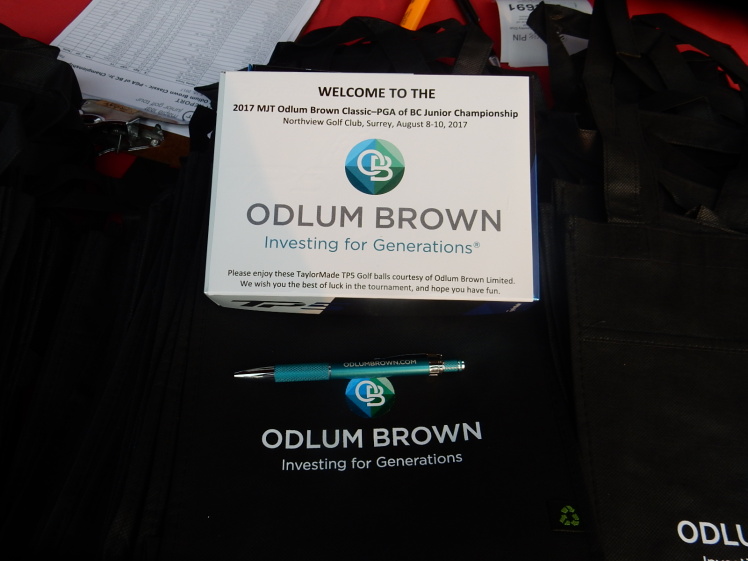 WELCOME TO THE
2017 MJT Odlum Brown Classic–PGA of BC Junior Championship
Northview Golf Club, Surrey, August 8-10, 2017
OB
ODLUM BROWN
Investing for Generations®
Please enjoy these TaylorMade TP5 Golf balls courtesy of Odlum Brown Limited.
We wish you the best of luck in the tournament, and hope you have fun.
TP5
ODLUMBROWN.COM
OB
ODLUM BROWN
Investing for Generations
ODLU